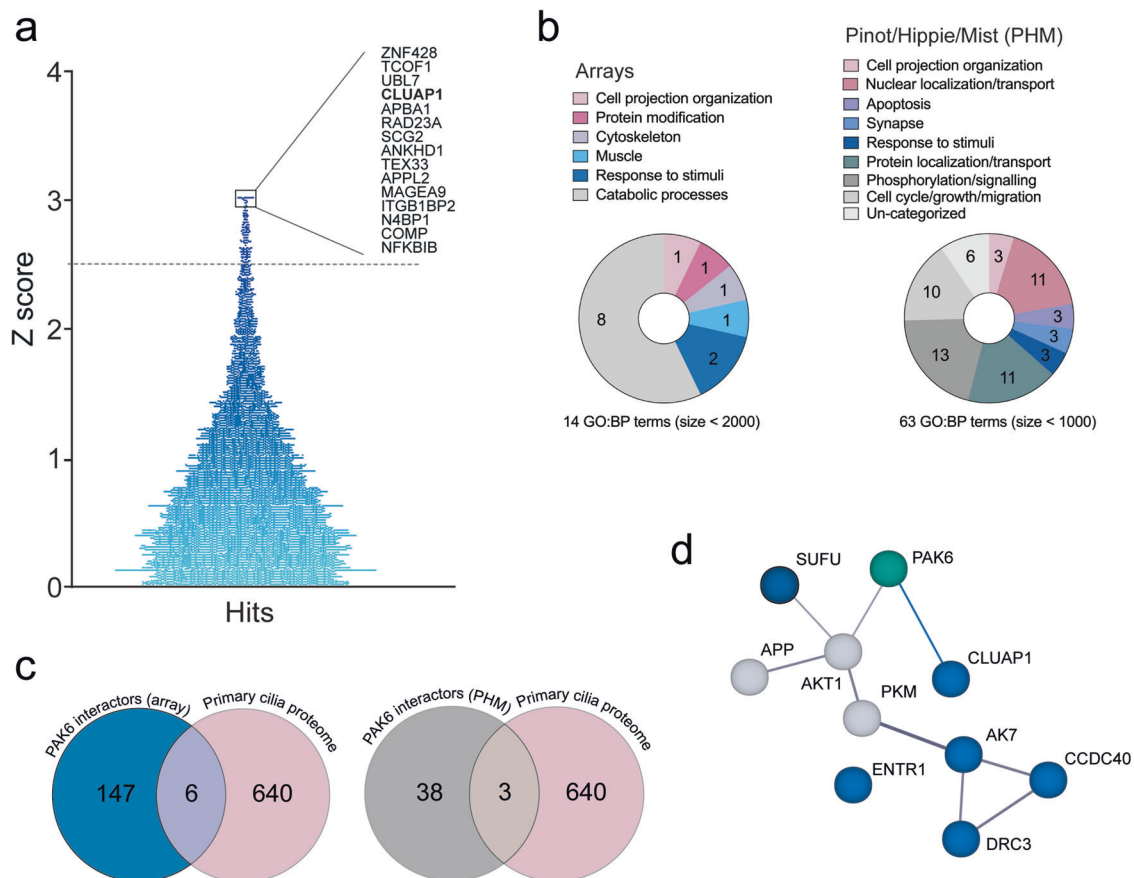 a
4
3
2
1
0
Z score
Hits
ZNF428
TCOF1
UBL7
CLUAP1
APBA1
RAD23A
SCG2
ANKHD1
TEX33
APPL2
MAGEA9
ITGB1BP2
N4BP1
COMP
NFKBIB
b
Arrays
Cell projection organization
Protein modification
Cytoskeleton
Muscle
Response to stimuli
Catabolic processes
1
1
1
1
2
8
14 GO:BP terms (size < 2000)
Pinot/Hippie/Mist (PHM)
Cell projection organization
Nuclear localization/transport
Apoptosis
Synapse
Response to stimuli
Protein localization/transport
Phosphorylation/signalling
Cell cycle/growth/migration
Un-categorized
6
3
11
3
3
3
11
13
10
63 GO:BP terms (size < 1000)
c
PAK6 interactors (array)
Primary cilia proteome
147
6
640
PAK6 interactors (PHM)
Primary cilia proteome
38
3
640
d
SUFU
PAK6
APP
AKT1
CLUAP1
PKM
AK7
CCDC40
ENTR1
DRC3